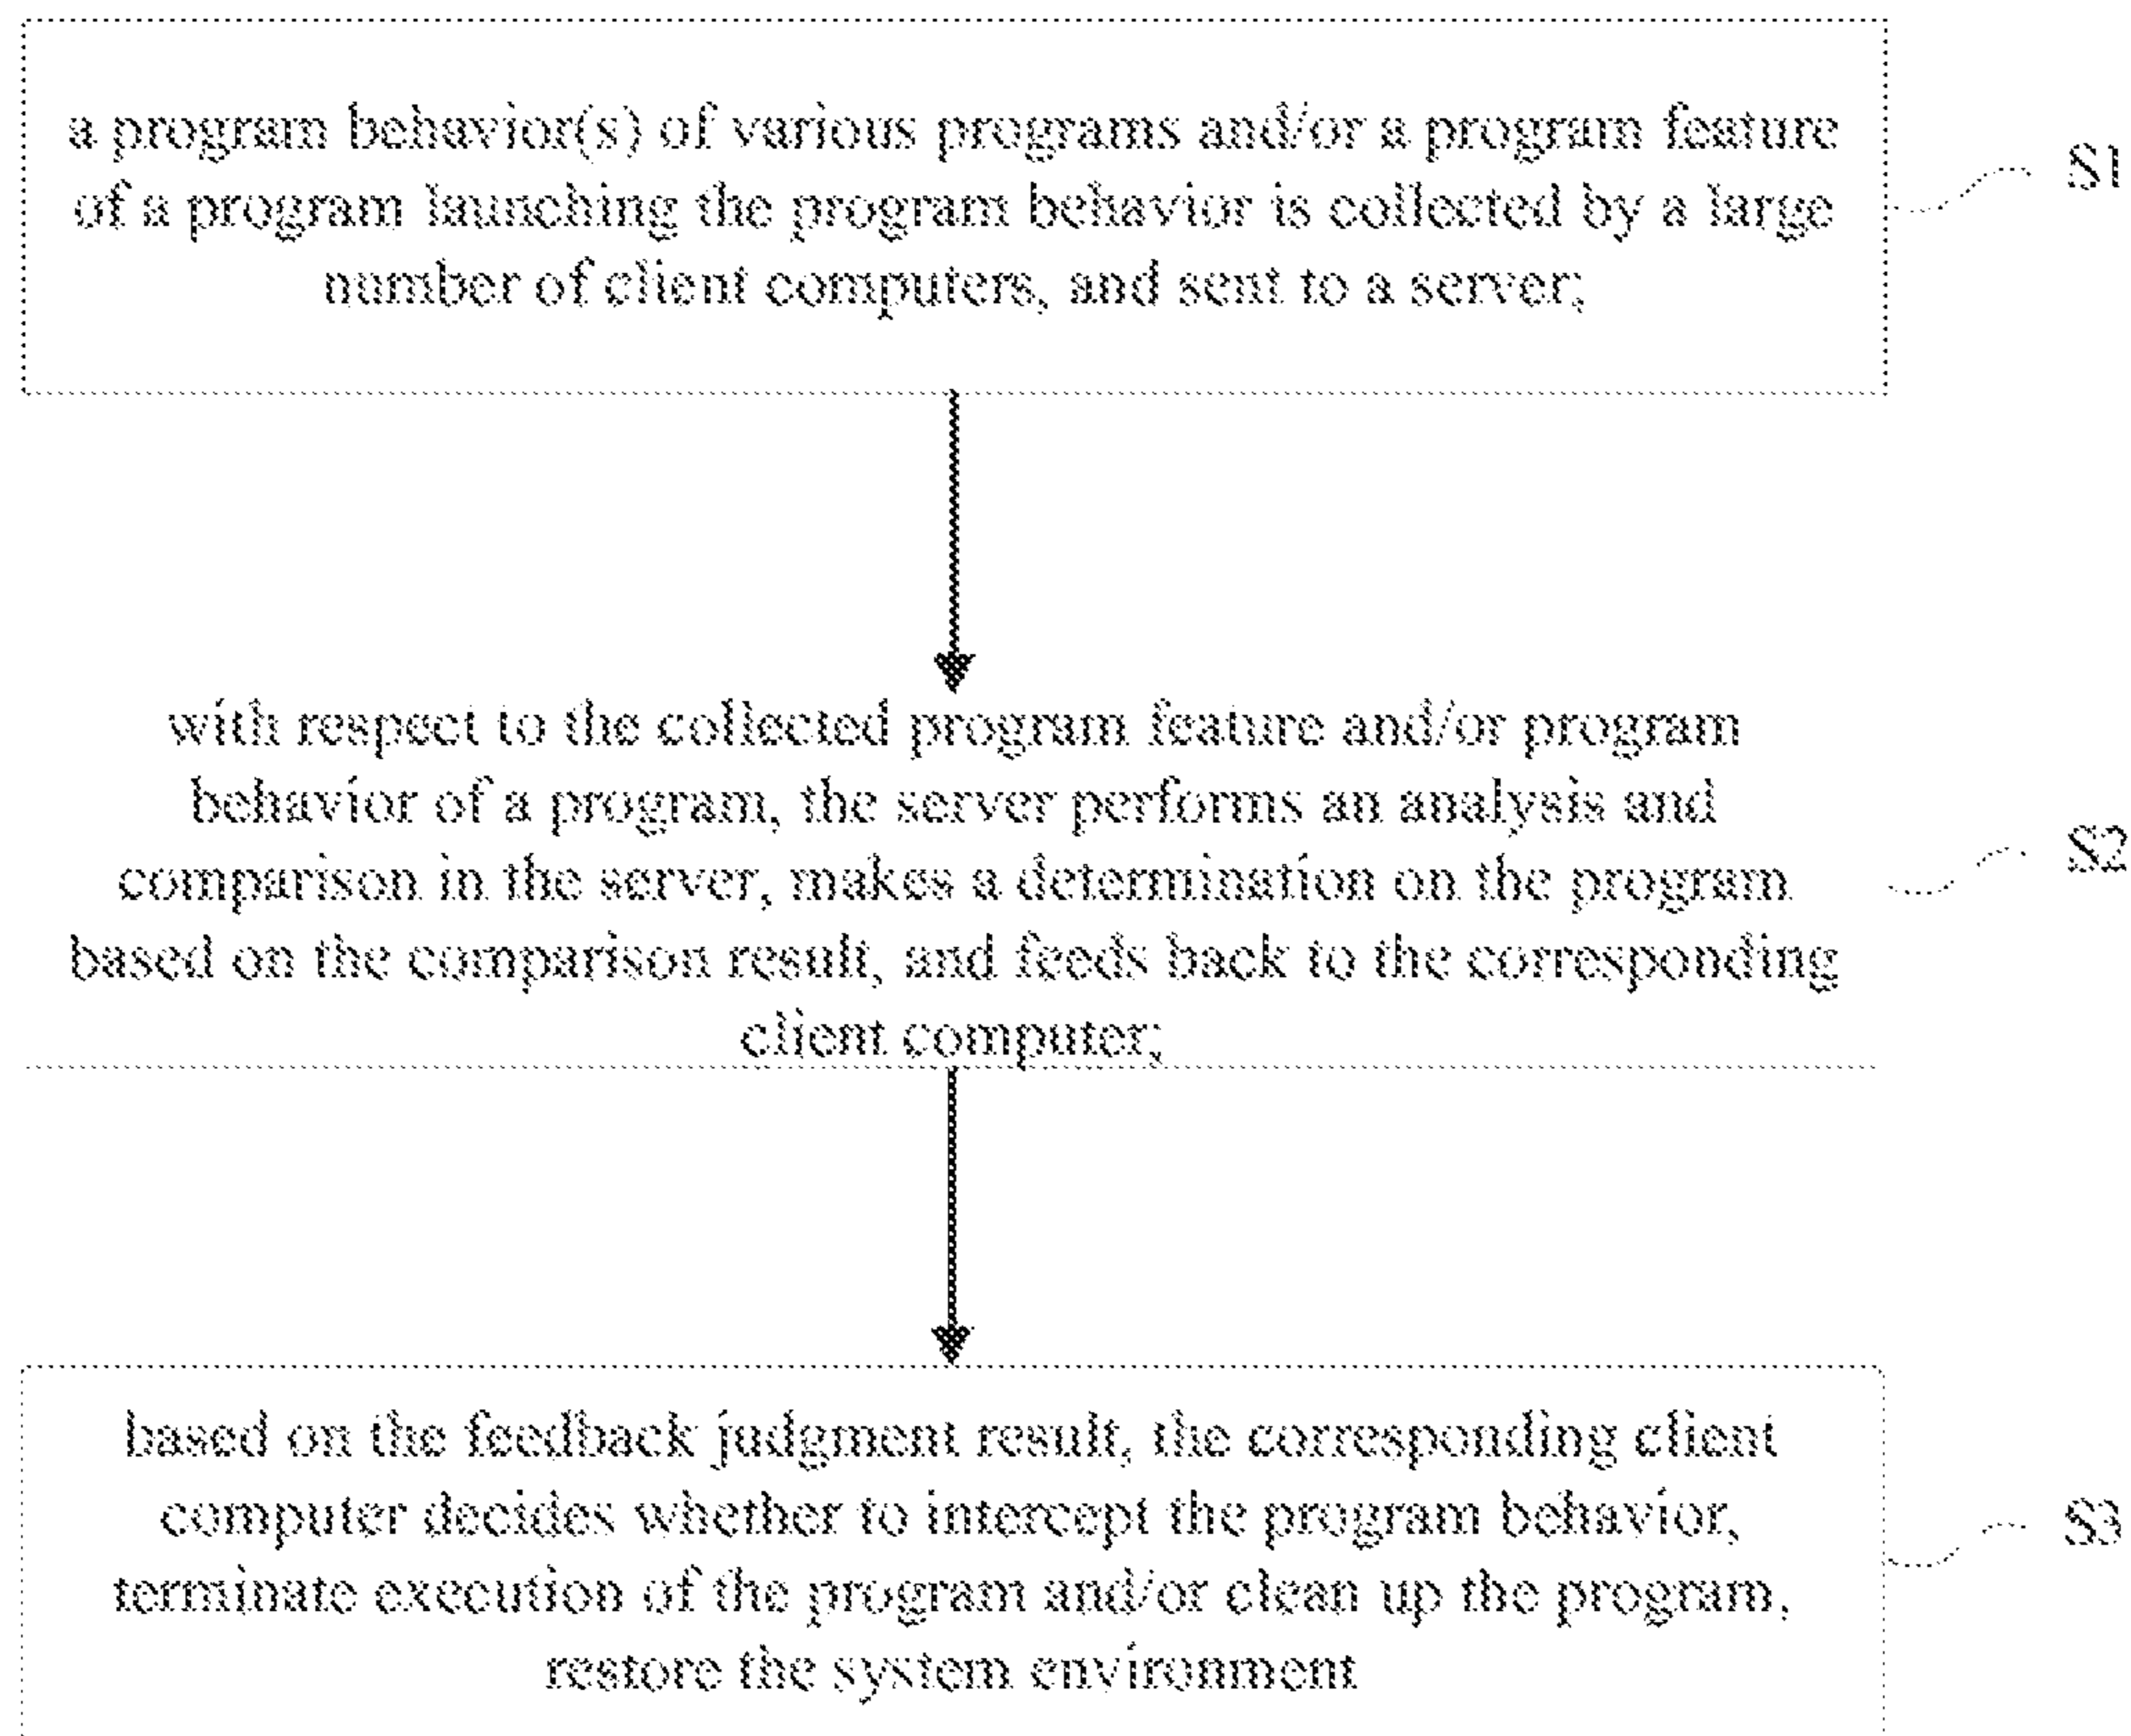 a program behavior(s) of various programs and/or a program feature
of a program launching the program behavior is collected by a large
number of client computers, and sent to a server;
S1
with respect to the collected program feature and/or program
behavior of a program, the server performs an analysis and
comparison in the server, makes a determination on the program
based on the comparison result, and feeds back to the corresponding
client computer;
S2
based on the feedback judgment result, the corresponding client
computer decides whether to intercept the program behavior,
terminate execution of the program and/or clean up the program,
restore the system environment
S3